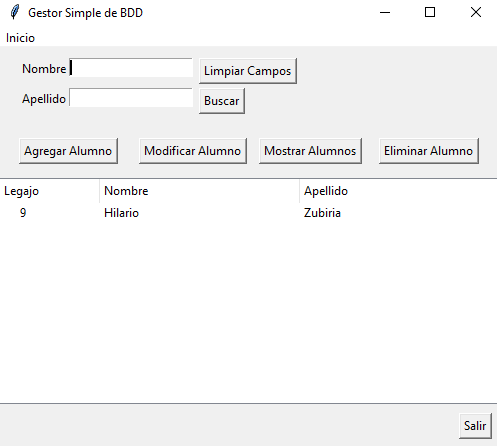 Gestor Simple de BDD
Inicio
Nombre Limpiar Campos
Apellido Buscar
Agregar Alumno Modificar Alumno Mostrar Alumnos Eliminar Alumno
Legajo Nombre Apellido
9 Hilario Zubiria
Salir